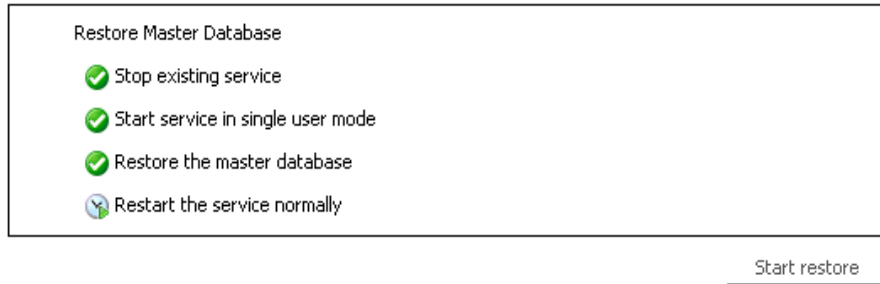 Restore Master Database
Stop existing service
Start service in single user mode
Restore the master database
Restart the service normally
Start restore